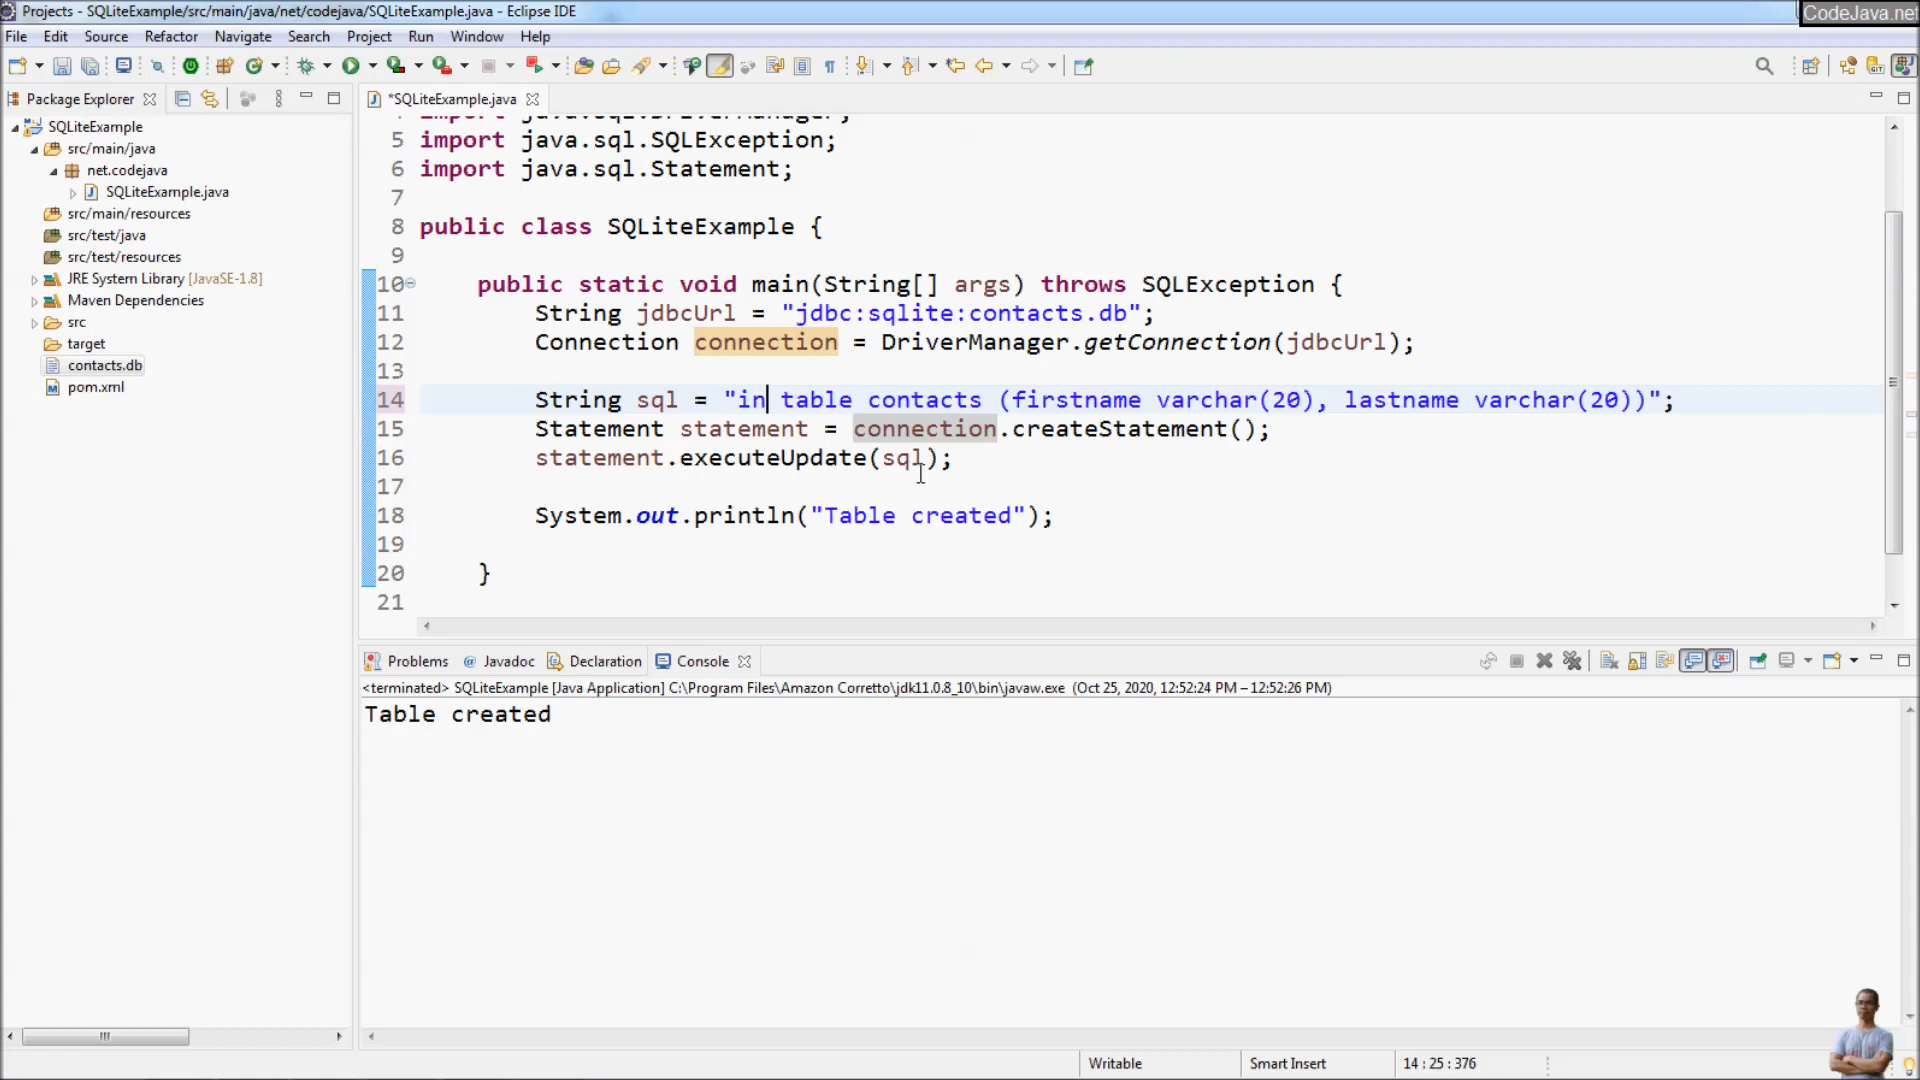 Projects - SQLiteExample/src/main/java/net/codejava/SQLiteExample.java - Eclipse IDE
CodeJava.net
File Edit Source Refactor Navigate Search Project Run Window Help
Package Explorer
*SQLiteExample.java
SQLiteExample
src/main/java
net.codejava
SQLiteExample.java
src/main/resources
src/test/java
src/test/resources
JRE System Library [JavaSE-1.8]
Maven Dependencies
src
target
contacts.db
pom.xml
4 import java.sql.DriverManager;
5 import java.sql.SQLException;
6 import java.sql.Statement;
7
8 public class SQLiteExample {
9
10 public static void main(String[] args) throws SQLException {
11 String jdbcUrl = "jdbc:sqlite:contacts.db";
12 Connection connection = DriverManager.getConnection(jdbcUrl);
13
14 String sql = "in table contacts (firstname varchar(20), lastname varchar(20))";
15 Statement statement = connection.createStatement();
16 statement.executeUpdate(sql);
17
18 System.out.println("Table created");
19
20 }
21
Problems @ Javadoc Declaration Console
<terminated> SQLiteExample [Java Application] C:\Program Files\Amazon Corretto\jdk11.0.8_10\bin\javaw.exe (Oct 25, 2020, 12:52:24 PM – 12:52:26 PM)
Table created
Writable Smart Insert 14 : 25 : 376